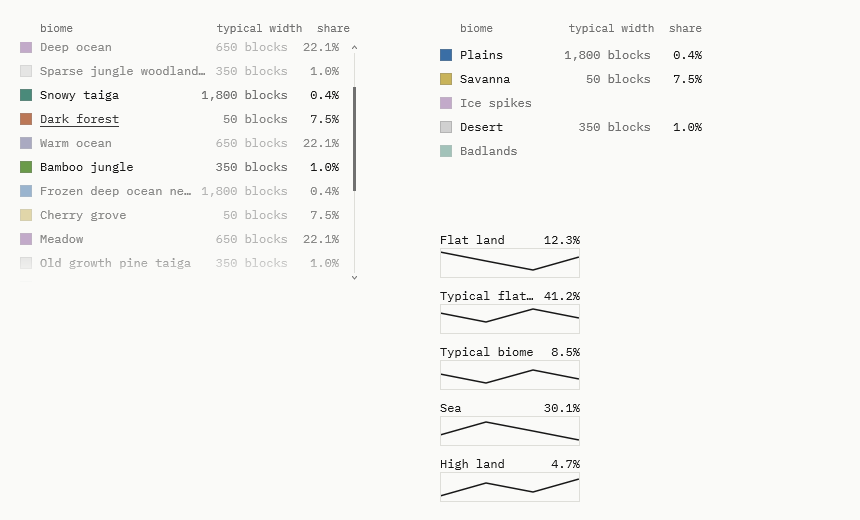 biome typical width share
Deep ocean 650 blocks 22.1%
Sparse jungle woodland… 350 blocks 1.0%
Snowy taiga 1,800 blocks 0.4%
Dark forest 50 blocks 7.5%
Warm ocean 650 blocks 22.1%
Bamboo jungle 350 blocks 1.0%
Frozen deep ocean ne… 1,800 blocks 0.4%
Cherry grove 50 blocks 7.5%
Meadow 650 blocks 22.1%
Old growth pine taiga 350 blocks 1.0%
biome typical width share
Plains 1,800 blocks 0.4%
Savanna 50 blocks 7.5%
Ice spikes
Desert 350 blocks 1.0%
Badlands
Flat land 12.3%
Typical flat… 41.2%
Typical biome 8.5%
Sea 30.1%
High land 4.7%